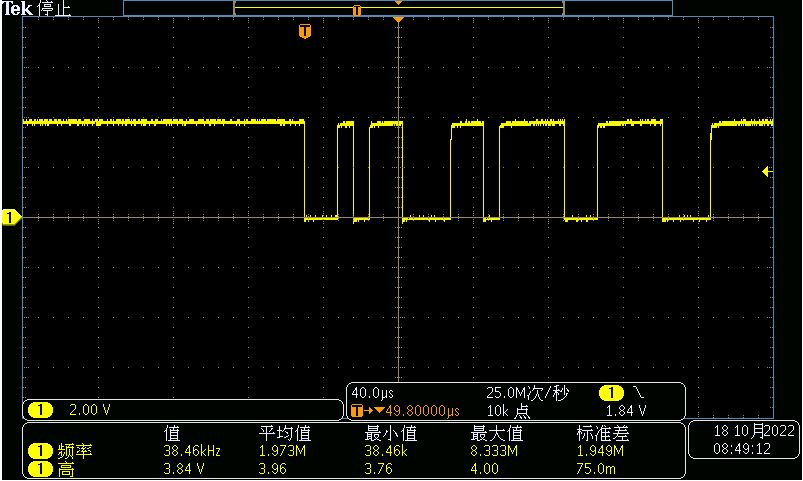 Tek 停止
T
T
1
40.0µs 25.0M次/秒 1
1 2.00 V
T→▼49.80000µs 10k 点 1.84 V
值 平均值 最小值 最大值 标准差
1 频率 38.46kHz 1.973M 38.46k 8.333M 1.949M
1 高 3.84 V 3.96 3.76 4.00 75.0m
18 10月2022
08:49:12